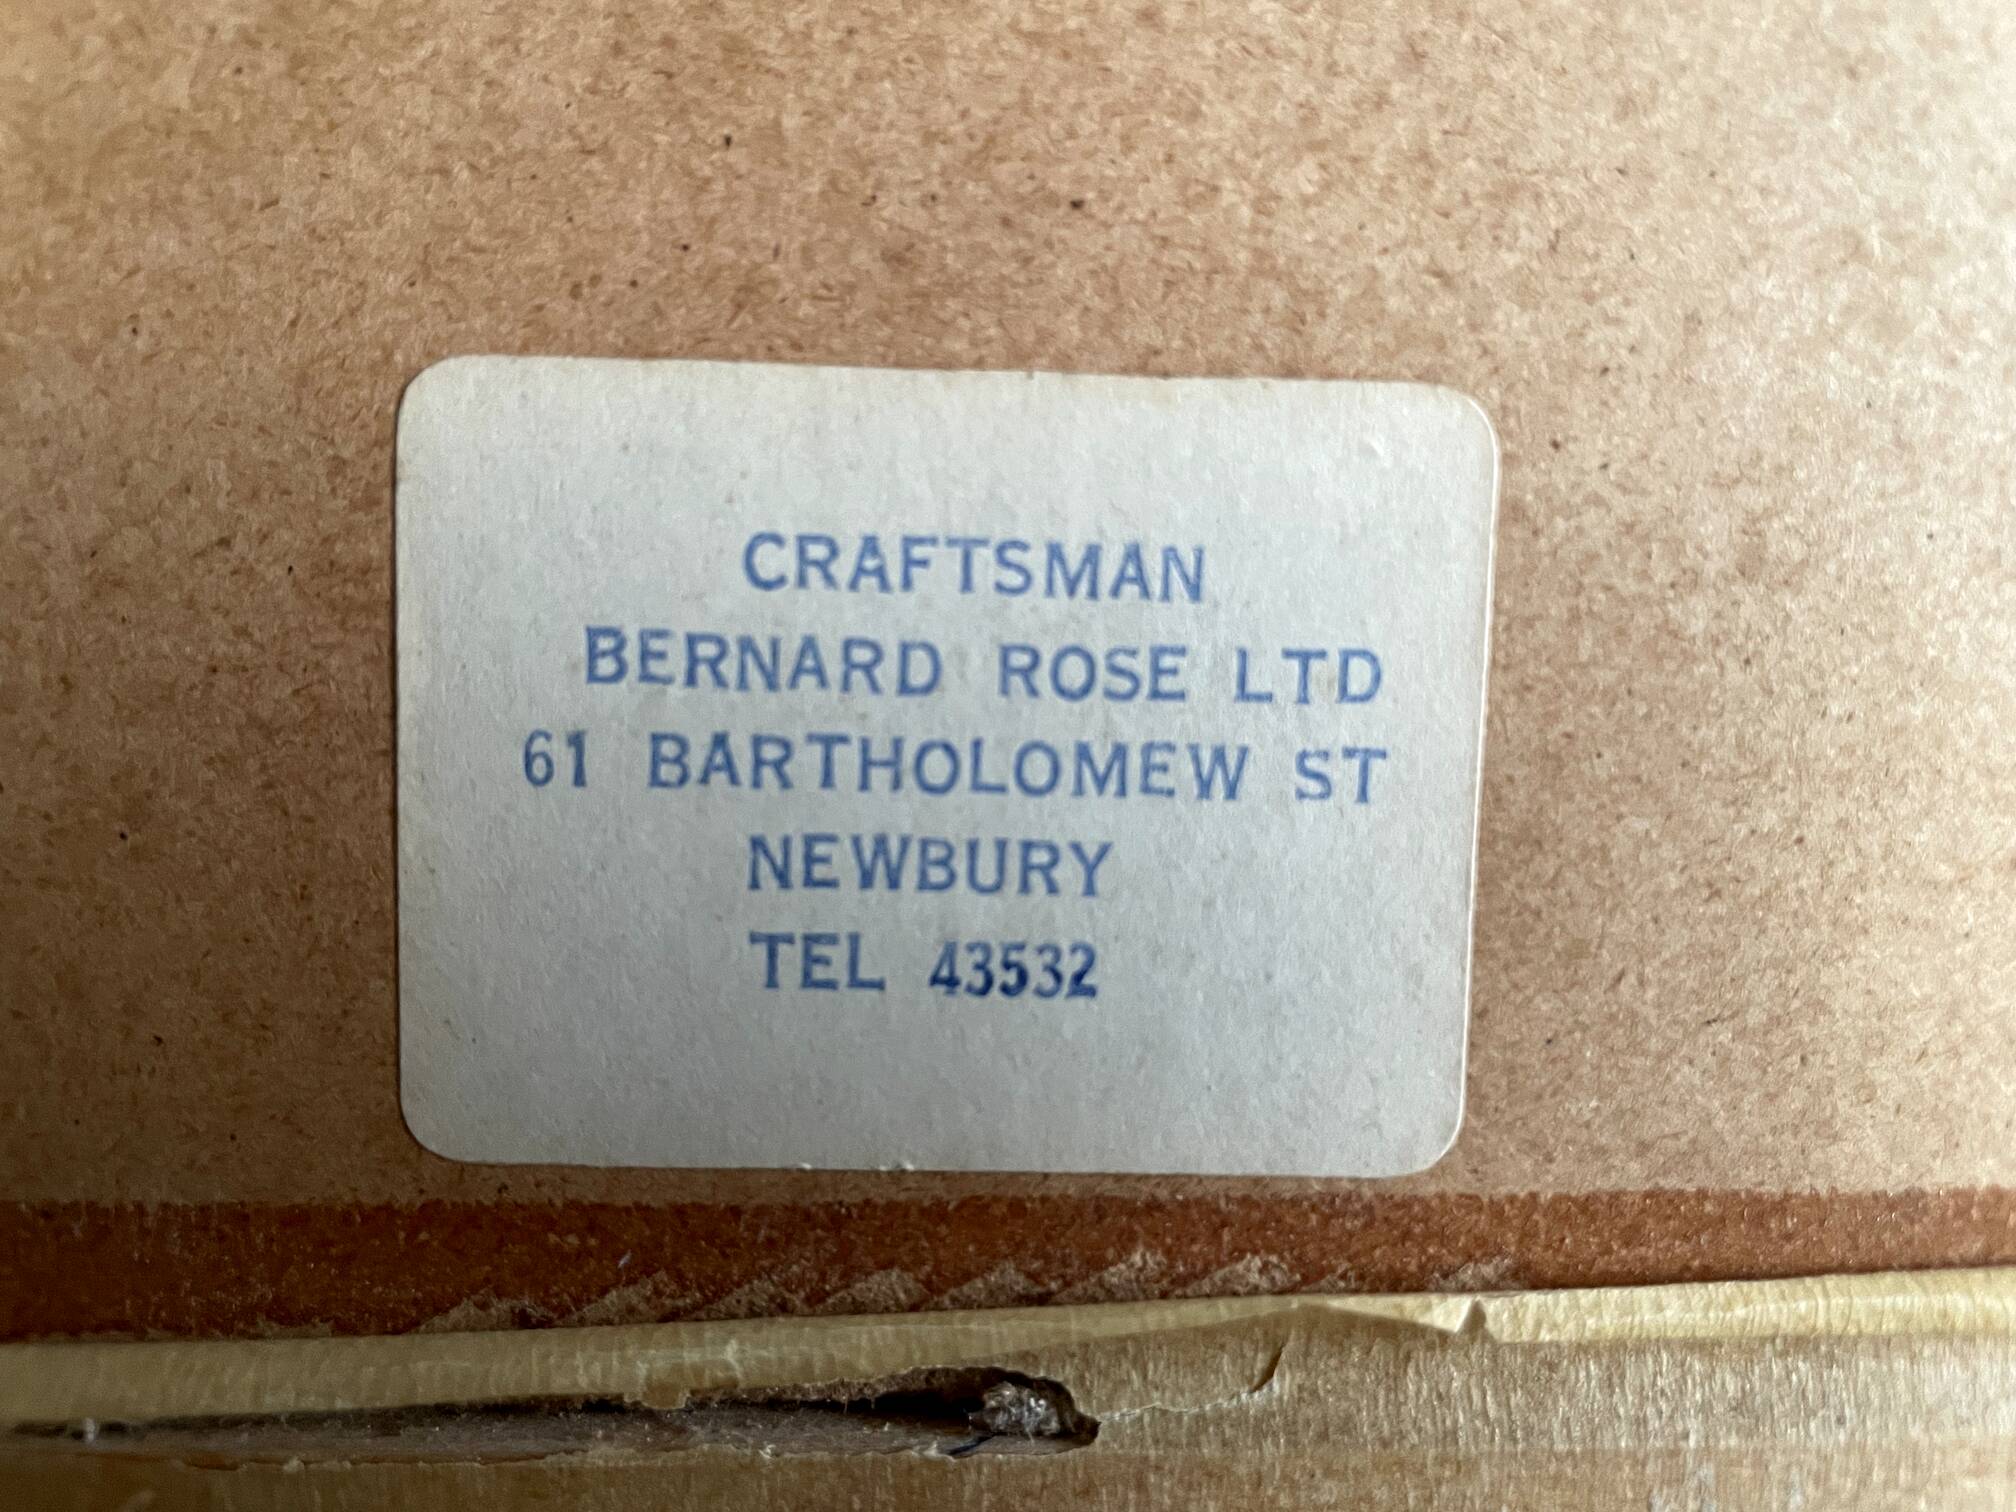 CRAFTSMAN
BERNARD ROSE LTD
61 BARTHOLOMEW ST
NEWBURY
TEL 43532